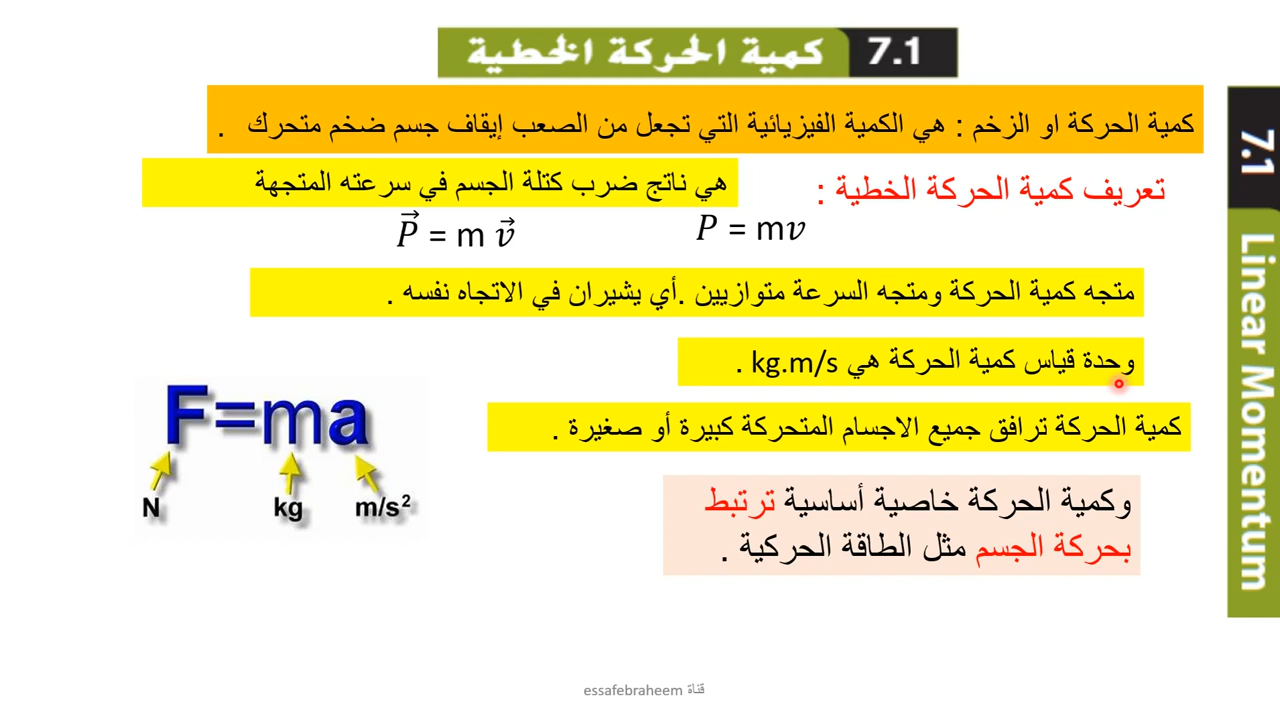 7.1 كمية الحركة الخطية
كمية الحركة او الزخم : هي الكمية الفيزيائية التي تجعل من الصعب إيقاف جسم ضخم متحرك .
تعريف كمية الحركة الخطية :
هي ناتج ضرب كتلة الجسم في سرعته المتجهة
P = mv
P⃗ = m v⃗
متجه كمية الحركة ومتجه السرعة متوازيين .أي يشيران في الاتجاه نفسه .
وحدة قياس كمية الحركة هي kg.m/s .
كمية الحركة ترافق جميع الاجسام المتحركة كبيرة أو صغيرة .
F=ma
N kg m/s²
وكمية الحركة خاصية أساسية ترتبط
بحركة الجسم مثل الطاقة الحركية .
7.1 Linear Momentum
قناة essafebraheem